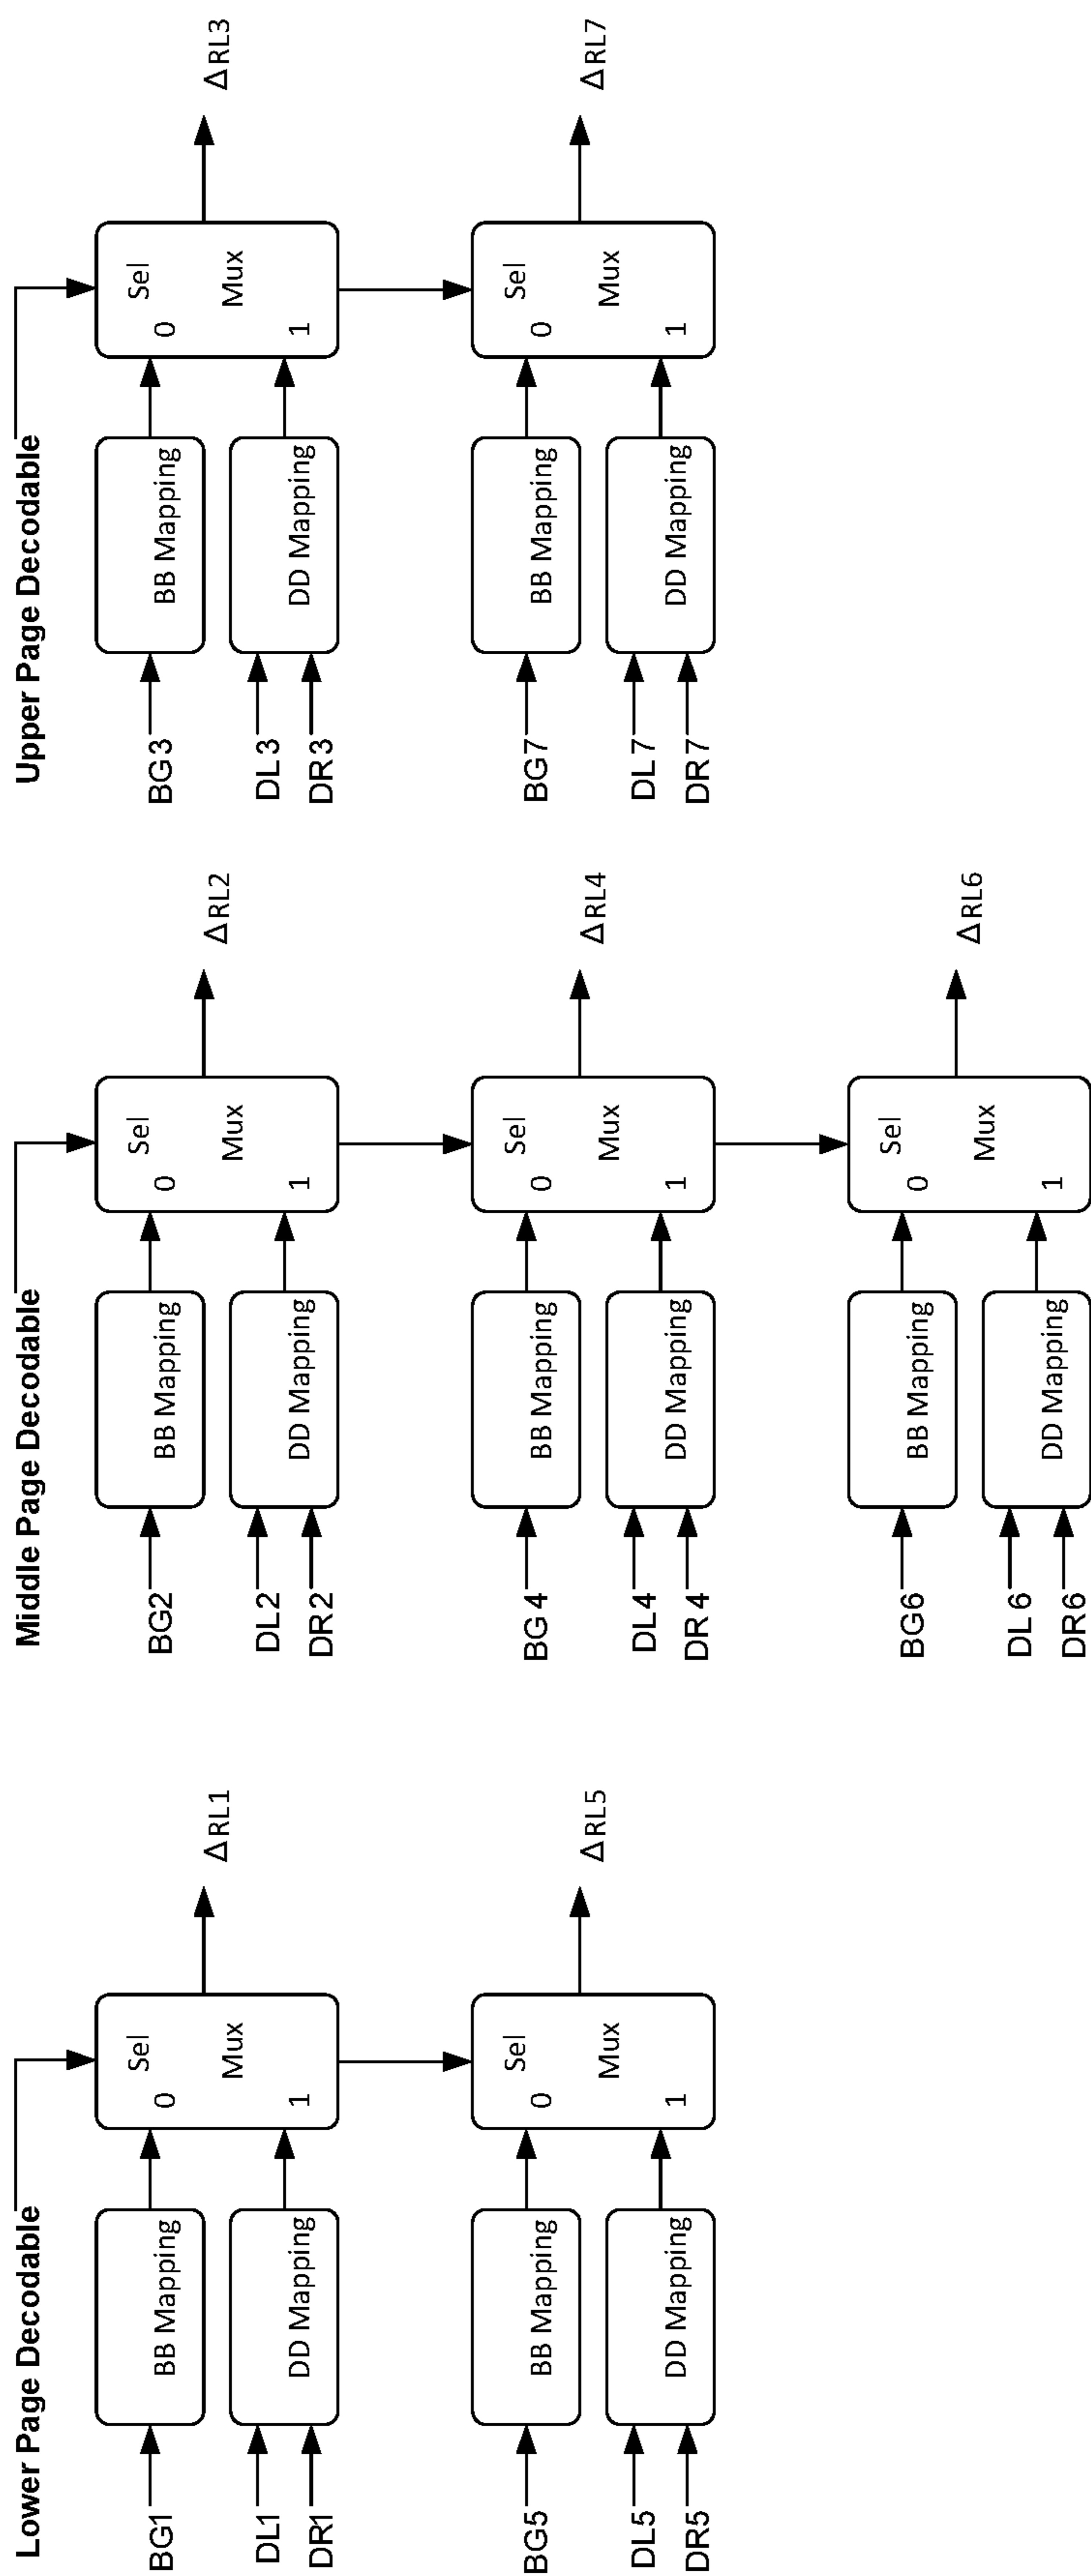 Lower Page Decodable
BG1
BB Mapping
DL1
DR1
DD Mapping
0
Sel
Mux
1
ΔRL1
BG5
BB Mapping
DL5
DR5
DD Mapping
0
Sel
Mux
1
ΔRL5
Middle Page Decodable
BG2
BB Mapping
DL2
DR2
DD Mapping
0
Sel
Mux
1
ΔRL2
BG4
BB Mapping
DL4
DR4
DD Mapping
0
Sel
Mux
1
ΔRL4
BG6
BB Mapping
DL6
DR6
DD Mapping
0
Sel
Mux
1
ΔRL6
Upper Page Decodable
BG3
BB Mapping
DL3
DR3
DD Mapping
0
Sel
Mux
1
ΔRL3
BG7
BB Mapping
DL7
DR7
DD Mapping
0
Sel
Mux
1
ΔRL7